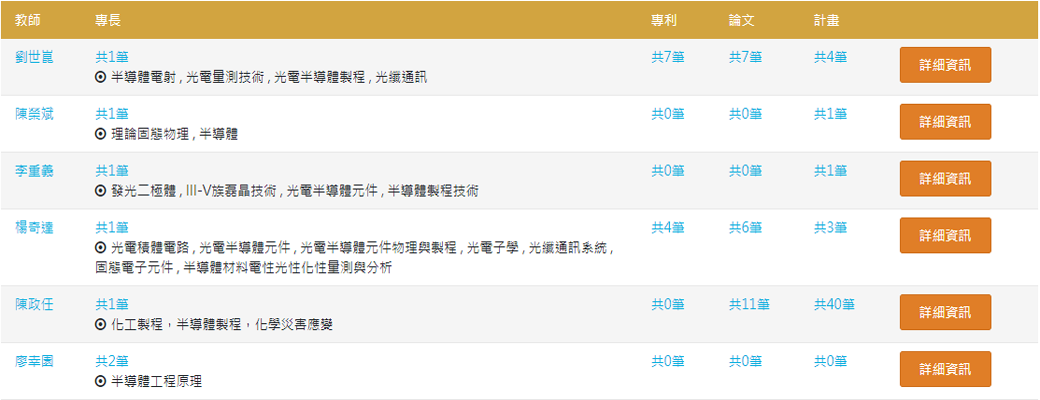 教師 專長 專利 論文 計畫
劉世崑 共1筆 共7筆 共7筆 共4筆 詳細資訊
半導體電射 , 光電量測技術 , 光電半導體製程 , 光纖通訊
陳榮斌 共1筆 共0筆 共0筆 共1筆 詳細資訊
理論固態物理 , 半導體
李重義 共1筆 共0筆 共0筆 共1筆 詳細資訊
發光二極體 , III-V族磊晶技術 , 光電半導體元件 , 半導體製程技術
楊奇達 共1筆 共4筆 共6筆 共3筆 詳細資訊
光電積體電路 , 光電半導體元件 , 光電半導體元件物理與製程 , 光電子學 , 光纖通訊系統 ,
固態電子元件 , 半導體材料電性光性化性量測與分析
陳政任 共1筆 共0筆 共11筆 共40筆 詳細資訊
化工製程，半導體製程，化學災害應變
廖幸園 共2筆 共0筆 共0筆 共0筆 詳細資訊
半導體工程原理